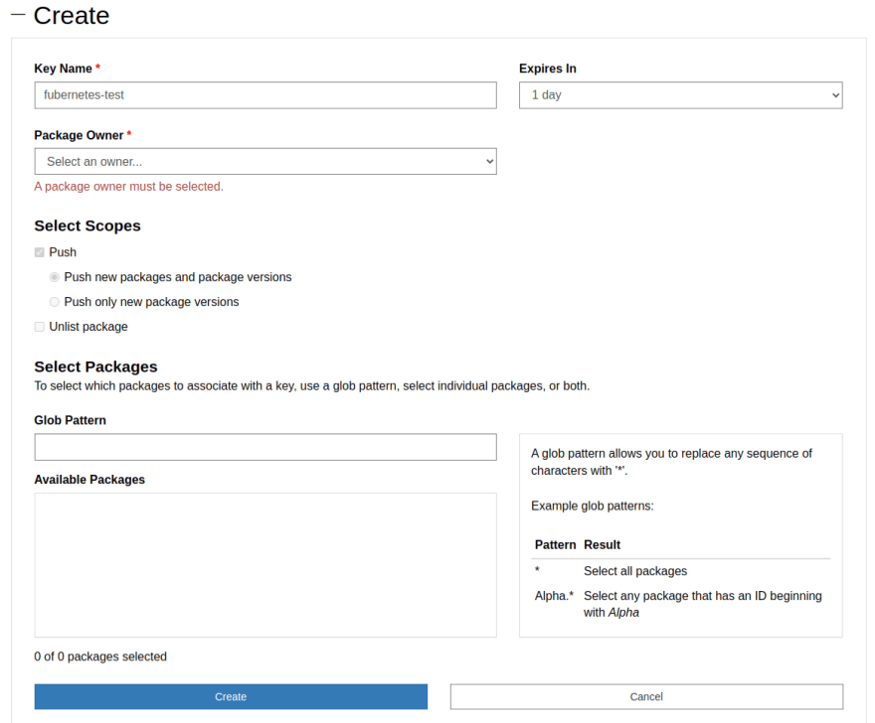 Create
Key Name *
Expires In
fubernetes-test
1 day
Package Owner *
Select an owner...
A package owner must be selected.
Select Scopes
Push
Push new packages and package versions
Push only new package versions
Unlist package
Select Packages
To select which packages to associate with a key, use a glob pattern, select individual packages, or both.
Glob Pattern
A glob pattern allows you to replace any sequence of
characters with '*'.
Example glob patterns:
Pattern Result
* Select all packages
Alpha.* Select any package that has an ID beginning
with Alpha
Available Packages
0 of 0 packages selected
Create
Cancel